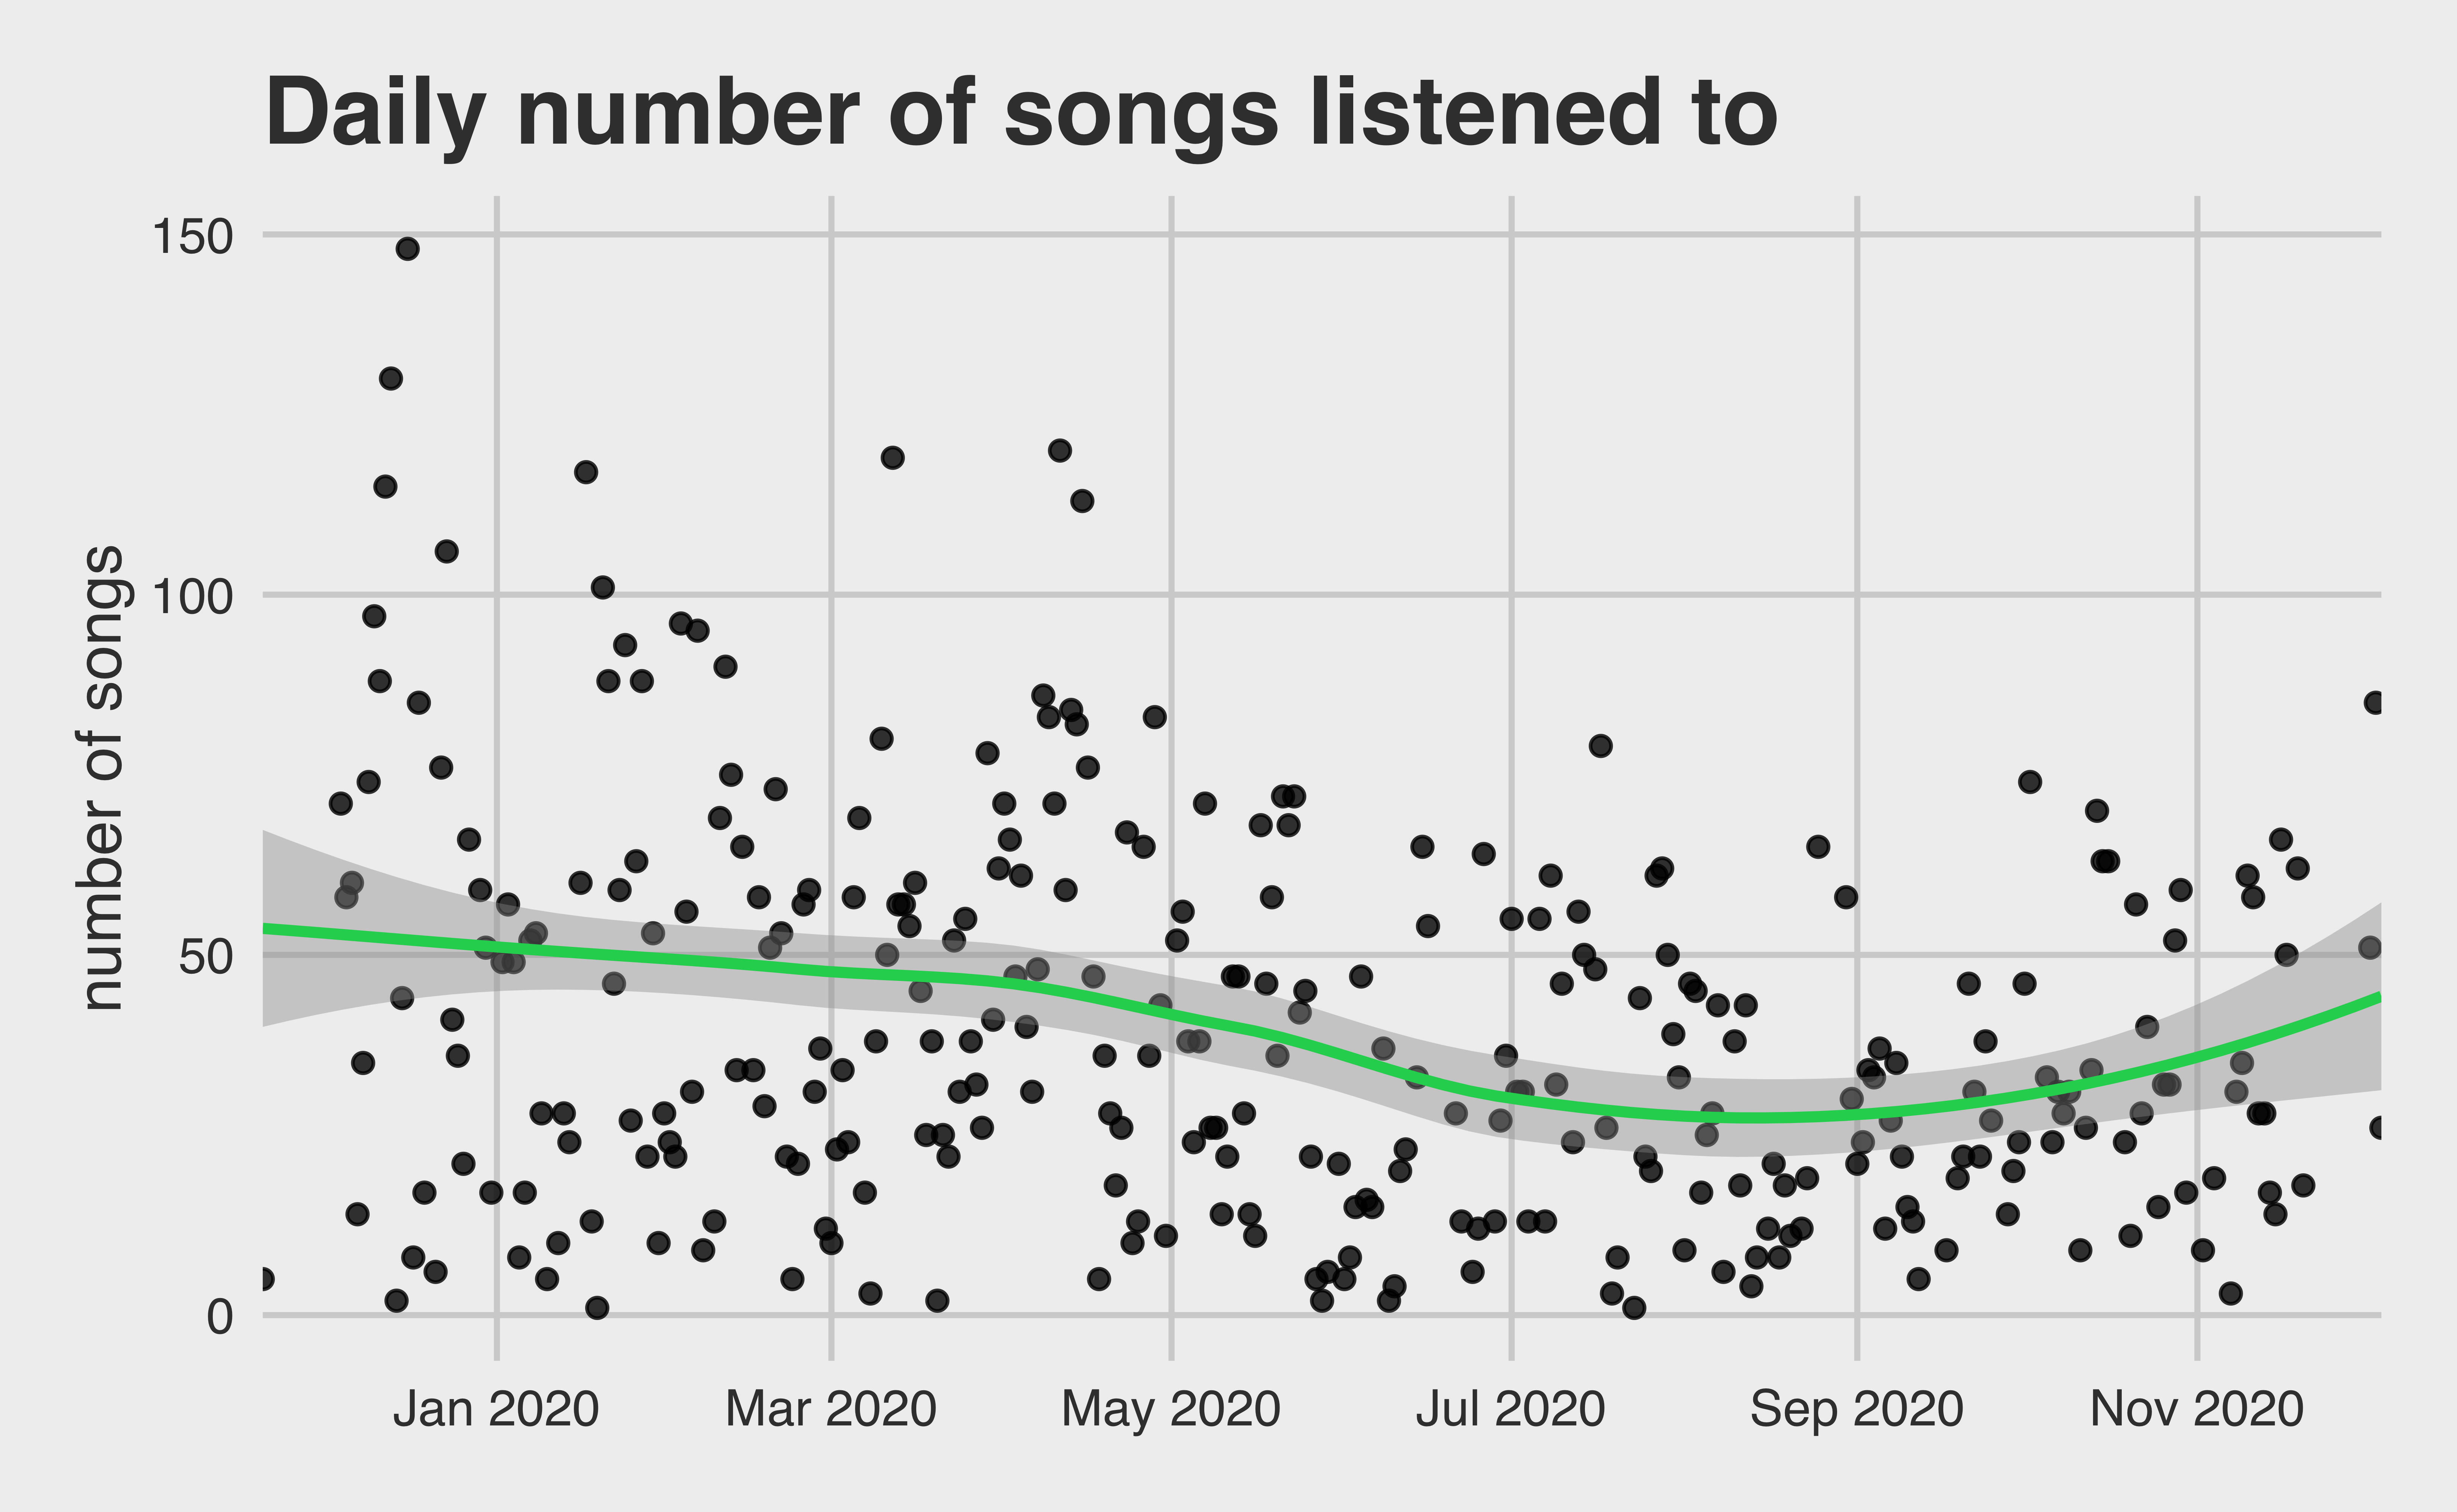 Daily number of songs listened to
number of songs
150
100
50
0
Jan 2020
Mar 2020
May 2020
Jul 2020
Sep 2020
Nov 2020